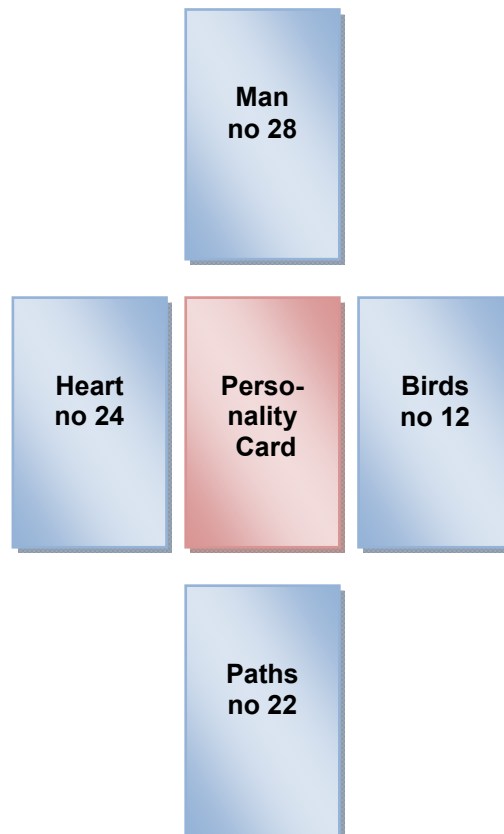 Man
no 28
Heart
no 24
Perso-
nality
Card
Birds
no 12
Paths
no 22